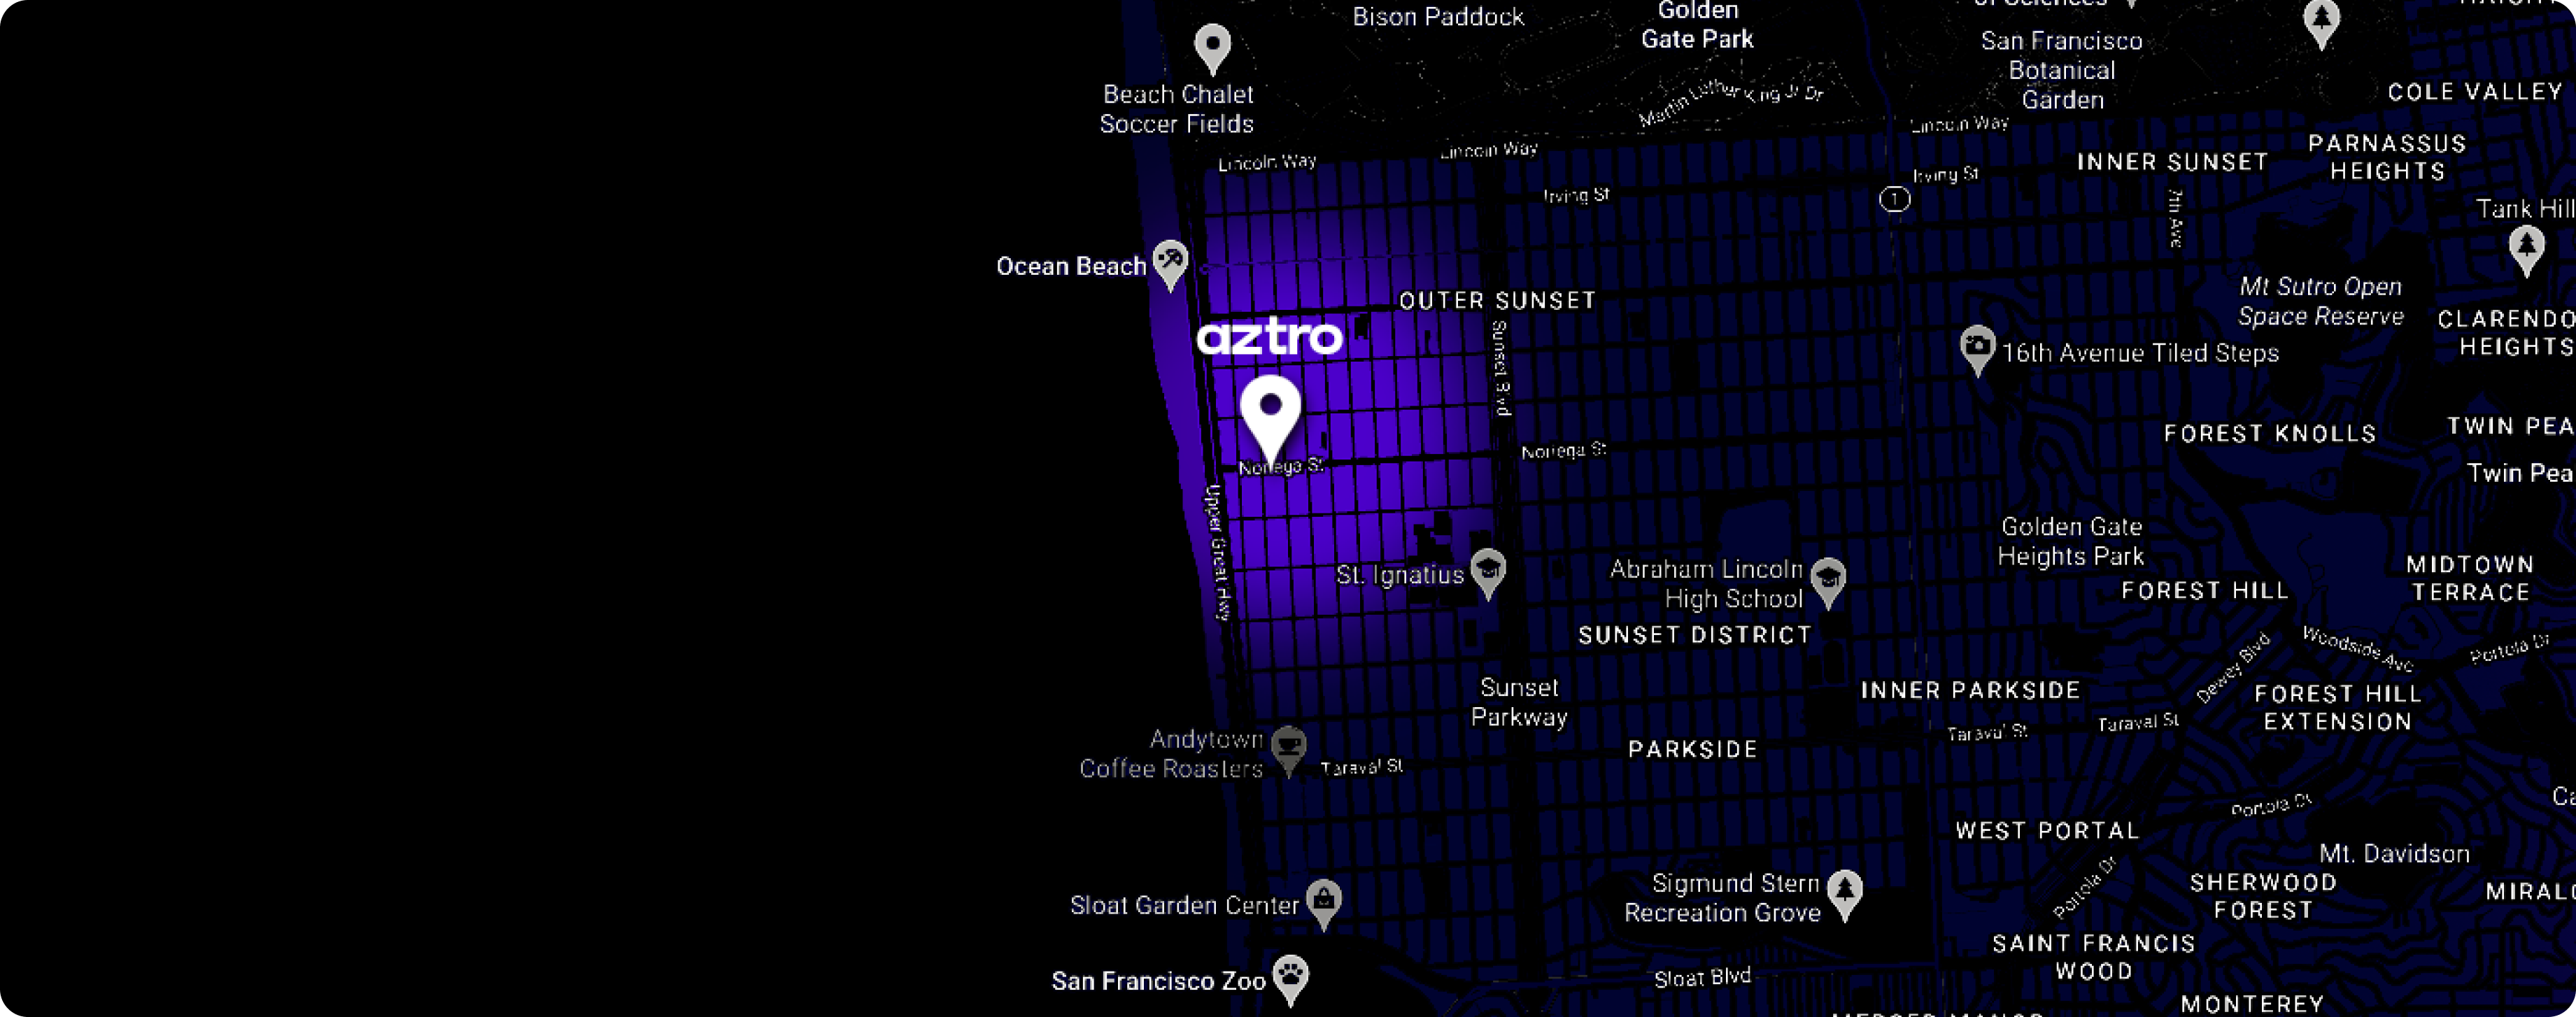 Bison Paddock
Golden
Gate Park
San Francisco
Botanical
Garden
COLE VALLEY
Beach Chalet
Soccer Fields
Martin Luther King Jr Dr
Lincoln Way
Lincoln Way
Lincoln Way
PARNASSUS
HEIGHTS
INNER SUNSET
Irving St
Irving St
1
7th Ave
Tank Hill
Ocean Beach
OUTER SUNSET
Mt Sutro Open
Space Reserve
CLARENDO
HEIGHTS
aztro
Sunset Blvd
16th Avenue Tiled Steps
FOREST KNOLLS
TWIN PEA
Twin Pea
Noriega St
Noriega St
Upper Great Hwy
Golden Gate
Heights Park
St. Ignatius
Abraham Lincoln
High School
MIDTOWN
TERRACE
FOREST HILL
SUNSET DISTRICT
Dewey Blvd
Woodside Ave
Portola Dr
Sunset
Parkway
INNER PARKSIDE
FOREST HILL
EXTENSION
Taraval St
Taraval St
Andytown
Coffee Roasters
Taraval St
PARKSIDE
Portola Dr
Ca
WEST PORTAL
Mt. Davidson
Portola Dr
SHERWOOD
FOREST
MIRALO
Sloat Garden Center
Sigmund Stern
Recreation Grove
SAINT FRANCIS
WOOD
San Francisco Zoo
Sloat Blvd
MONTEREY